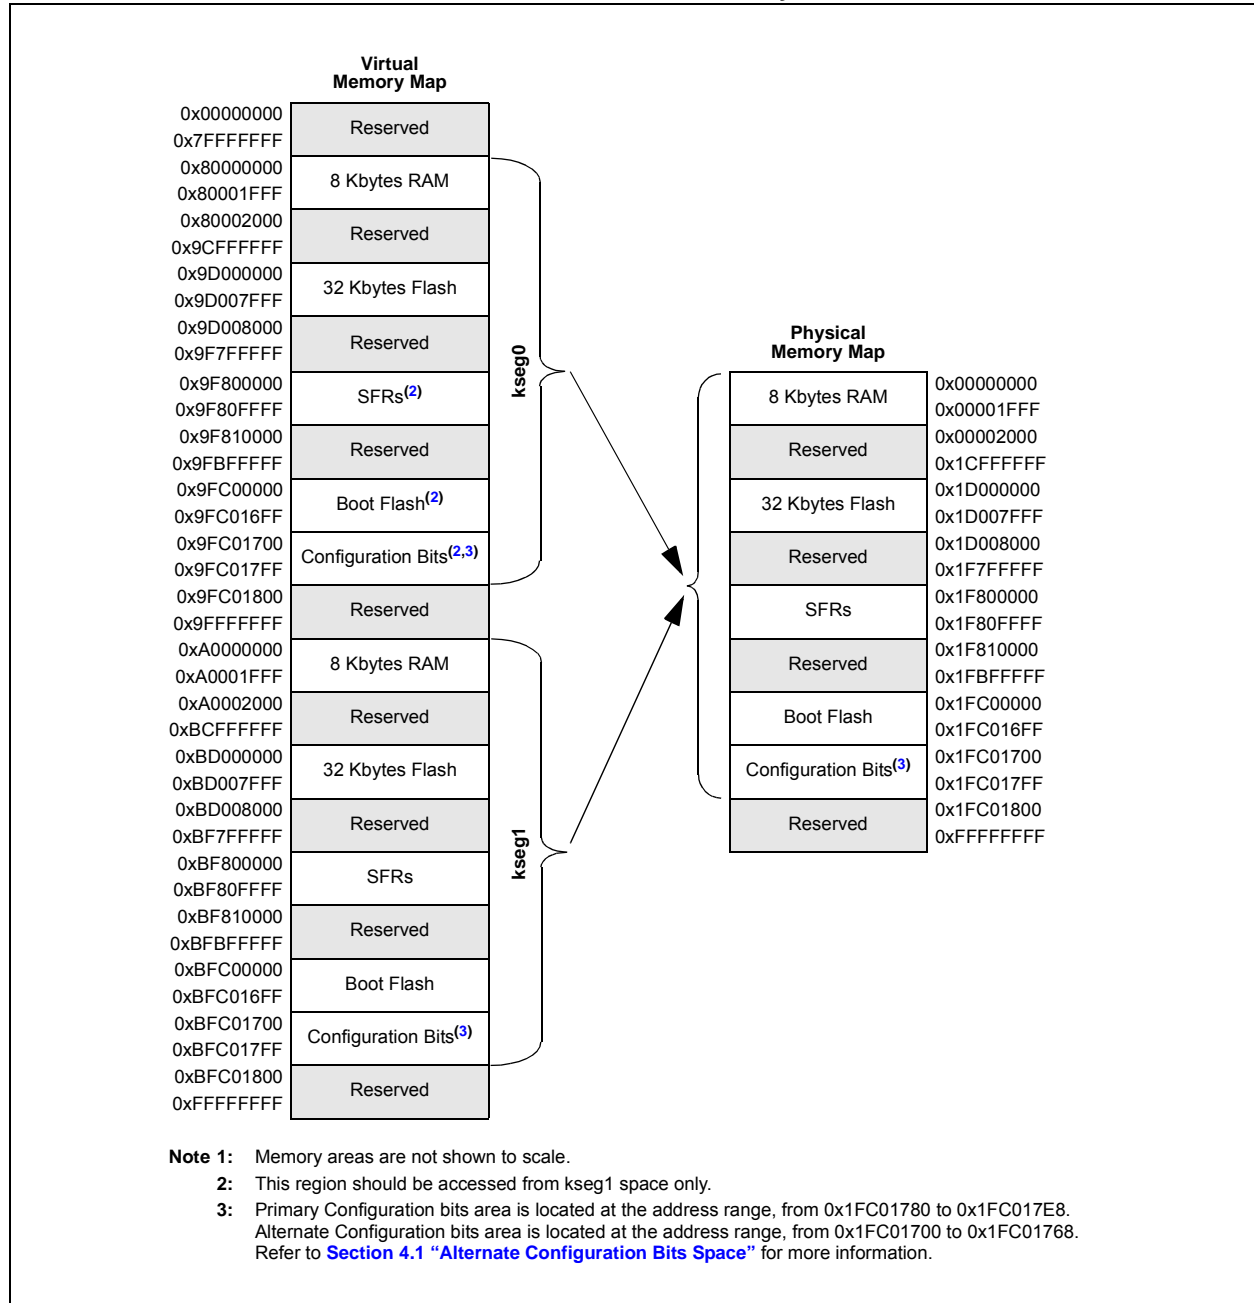 Virtual
Memory Map
0x00000000
Reserved
0x7FFFFFFF
0x80000000
8 Kbytes RAM
0x80001FFF
0x80002000
Reserved
0x9CFFFFFF
0x9D000000
32 Kbytes Flash
0x9D007FFF
0x9D008000
Reserved
0x9F7FFFFF
0x9F800000
SFRs(2)
0x9F80FFFF
0x9F810000
Reserved
0x9FBFFFFF
0x9FC00000
Boot Flash(2)
0x9FC016FF
0x9FC01700
Configuration Bits(2,3)
0x9FC017FF
0x9FC01800
Reserved
0x9FFFFFFF
0xA0000000
8 Kbytes RAM
0xA0001FFF
0xA0002000
Reserved
0xBCFFFFFF
0xBD000000
32 Kbytes Flash
0xBD007FFF
0xBD008000
Reserved
0xBF7FFFFF
0xBF800000
SFRs
0xBF80FFFF
0xBF810000
Reserved
0xBFBFFFFF
0xBFC00000
Boot Flash
0xBFC016FF
0xBFC01700
Configuration Bits(3)
0xBFC017FF
0xBFC01800
Reserved
0xFFFFFFFF
kseg0
kseg1
Physical
Memory Map
8 Kbytes RAM
0x00000000
0x00001FFF
Reserved
0x00002000
0x1CFFFFFF
32 Kbytes Flash
0x1D000000
0x1D007FFF
Reserved
0x1D008000
0x1F7FFFFF
SFRs
0x1F800000
0x1F80FFFF
Reserved
0x1F810000
0x1FBFFFFF
Boot Flash
0x1FC00000
0x1FC016FF
Configuration Bits(3)
0x1FC01700
0x1FC017FF
Reserved
0x1FC01800
0xFFFFFFFF
Note 1: Memory areas are not shown to scale.
2: This region should be accessed from kseg1 space only.
3: Primary Configuration bits area is located at the address range, from 0x1FC01780 to 0x1FC017E8.
Alternate Configuration bits area is located at the address range, from 0x1FC01700 to 0x1FC01768.
Refer to Section 4.1 “Alternate Configuration Bits Space” for more information.